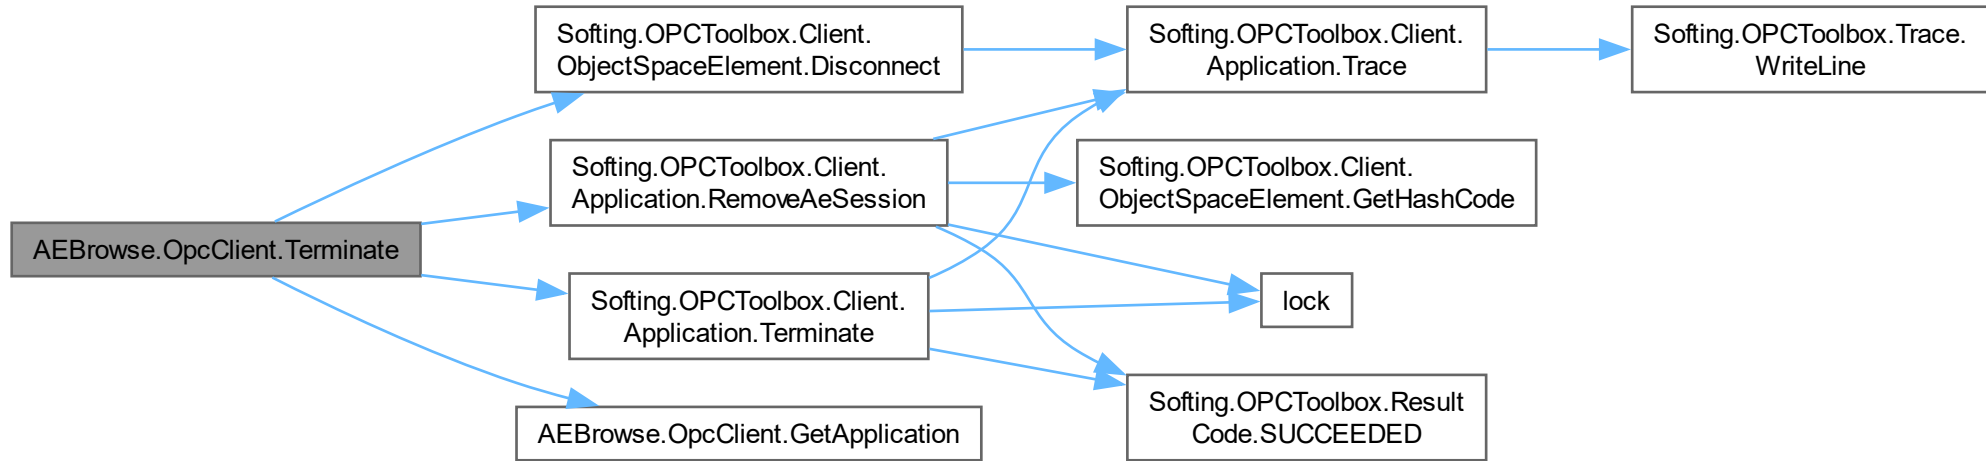 Softing.OPCToolbox.Client.
ObjectSpaceElement.Disconnect
Softing.OPCToolbox.Client.
Application.Trace
Softing.OPCToolbox.Trace.
WriteLine
Softing.OPCToolbox.Client.
Application.RemoveAeSession
Softing.OPCToolbox.Client.
ObjectSpaceElement.GetHashCode
AEBrowse.OpcClient.Terminate
Softing.OPCToolbox.Client.
Application.Terminate
lock
Softing.OPCToolbox.Result
Code.SUCCEEDED
AEBrowse.OpcClient.GetApplication